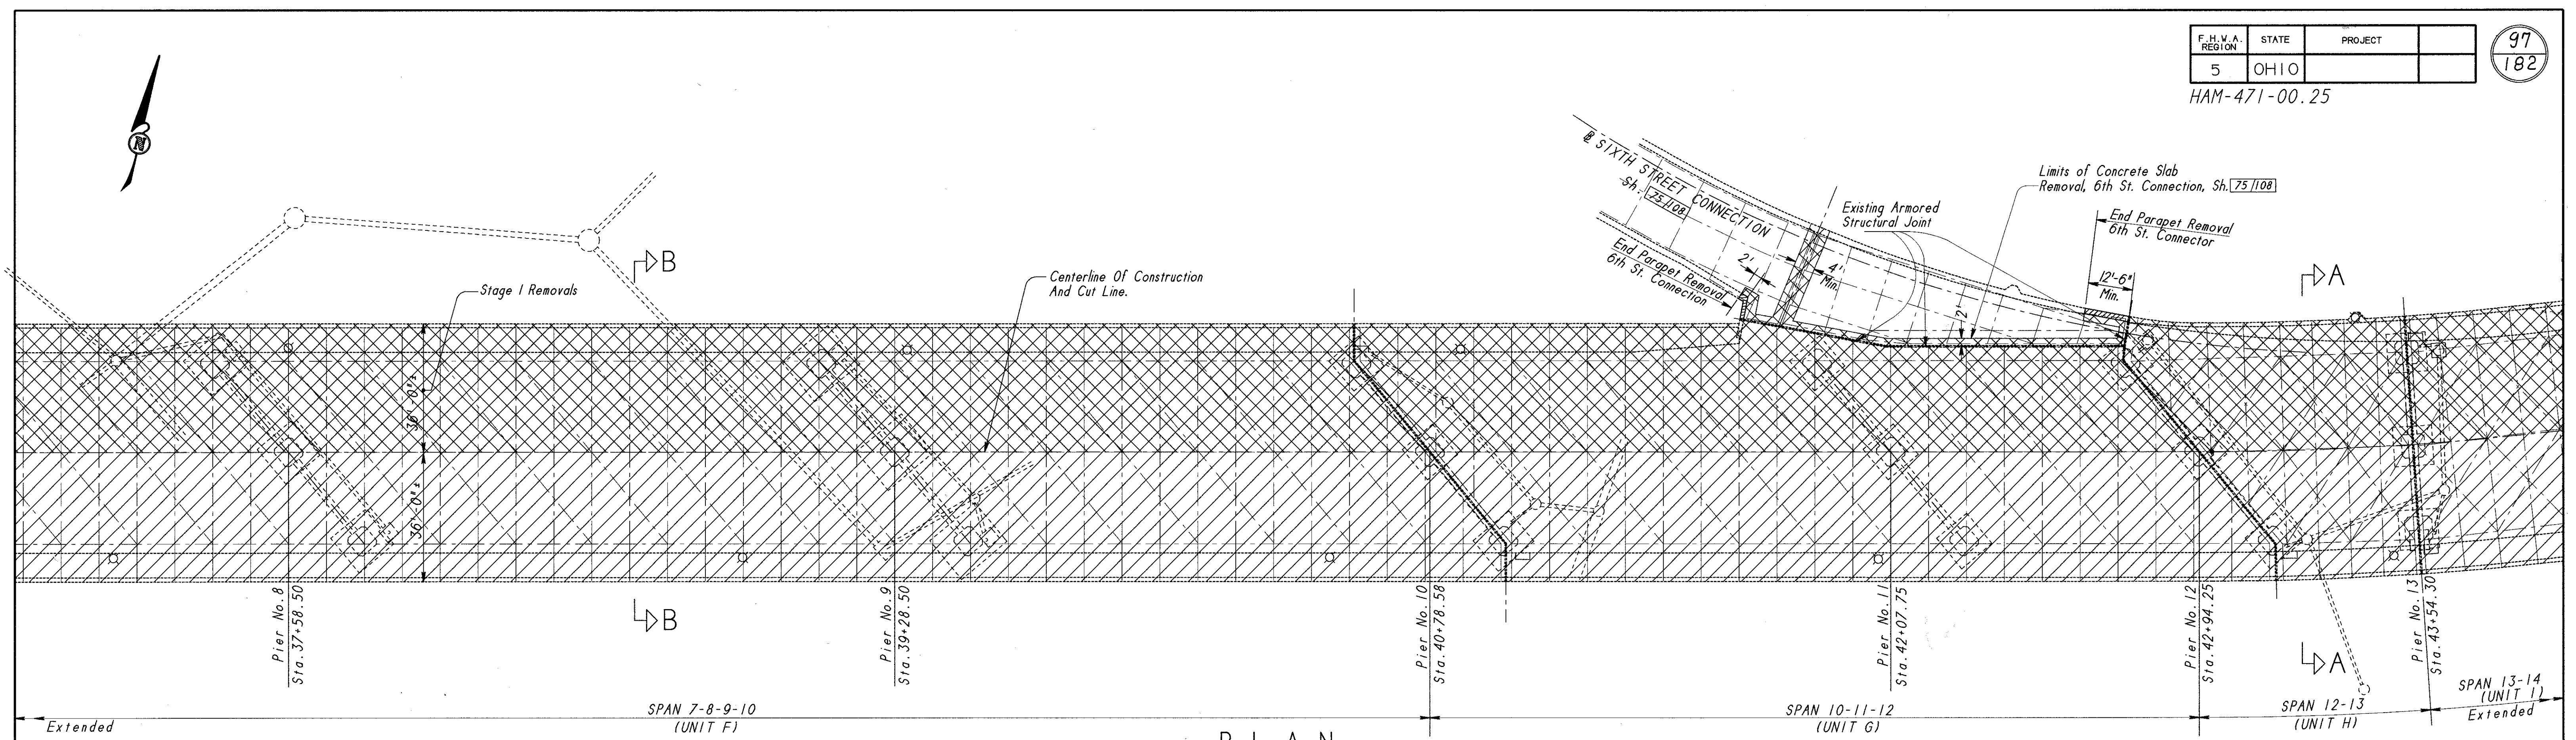 F.H.W.A. REGION STATE PROJECT
5 OHIO
97
182
HAM-471-00.25
N
℄ SIXTH STREET CONNECTION
Sh. 75/108
Limits of Concrete Slab
Removal, 6th St. Connection, Sh. 75/108
Existing Armored
Structural Joint
End Parapet Removal
6th St. Connector
End Parapet Removal
6th St. Connection
2'
4'
Min.
12'-6"
Min.
2'
B
A
Stage 1 Removals
Centerline Of Construction
And Cut Line.
36'-0"±
36'-0"±
B
A
Pier No. 8
Sta. 37+58.50
Pier No. 9
Sta. 39+28.50
Pier No. 10
Sta. 40+78.58
Pier No. 11
Sta. 42+07.75
Pier No. 12
Sta. 42+94.25
Pier No. 13
Sta. 43+54.30
Extended
SPAN 7-8-9-10
(UNIT F)
SPAN 10-11-12
(UNIT G)
SPAN 12-13
(UNIT H)
SPAN 13-14
(UNIT I)
Extended
PLAN